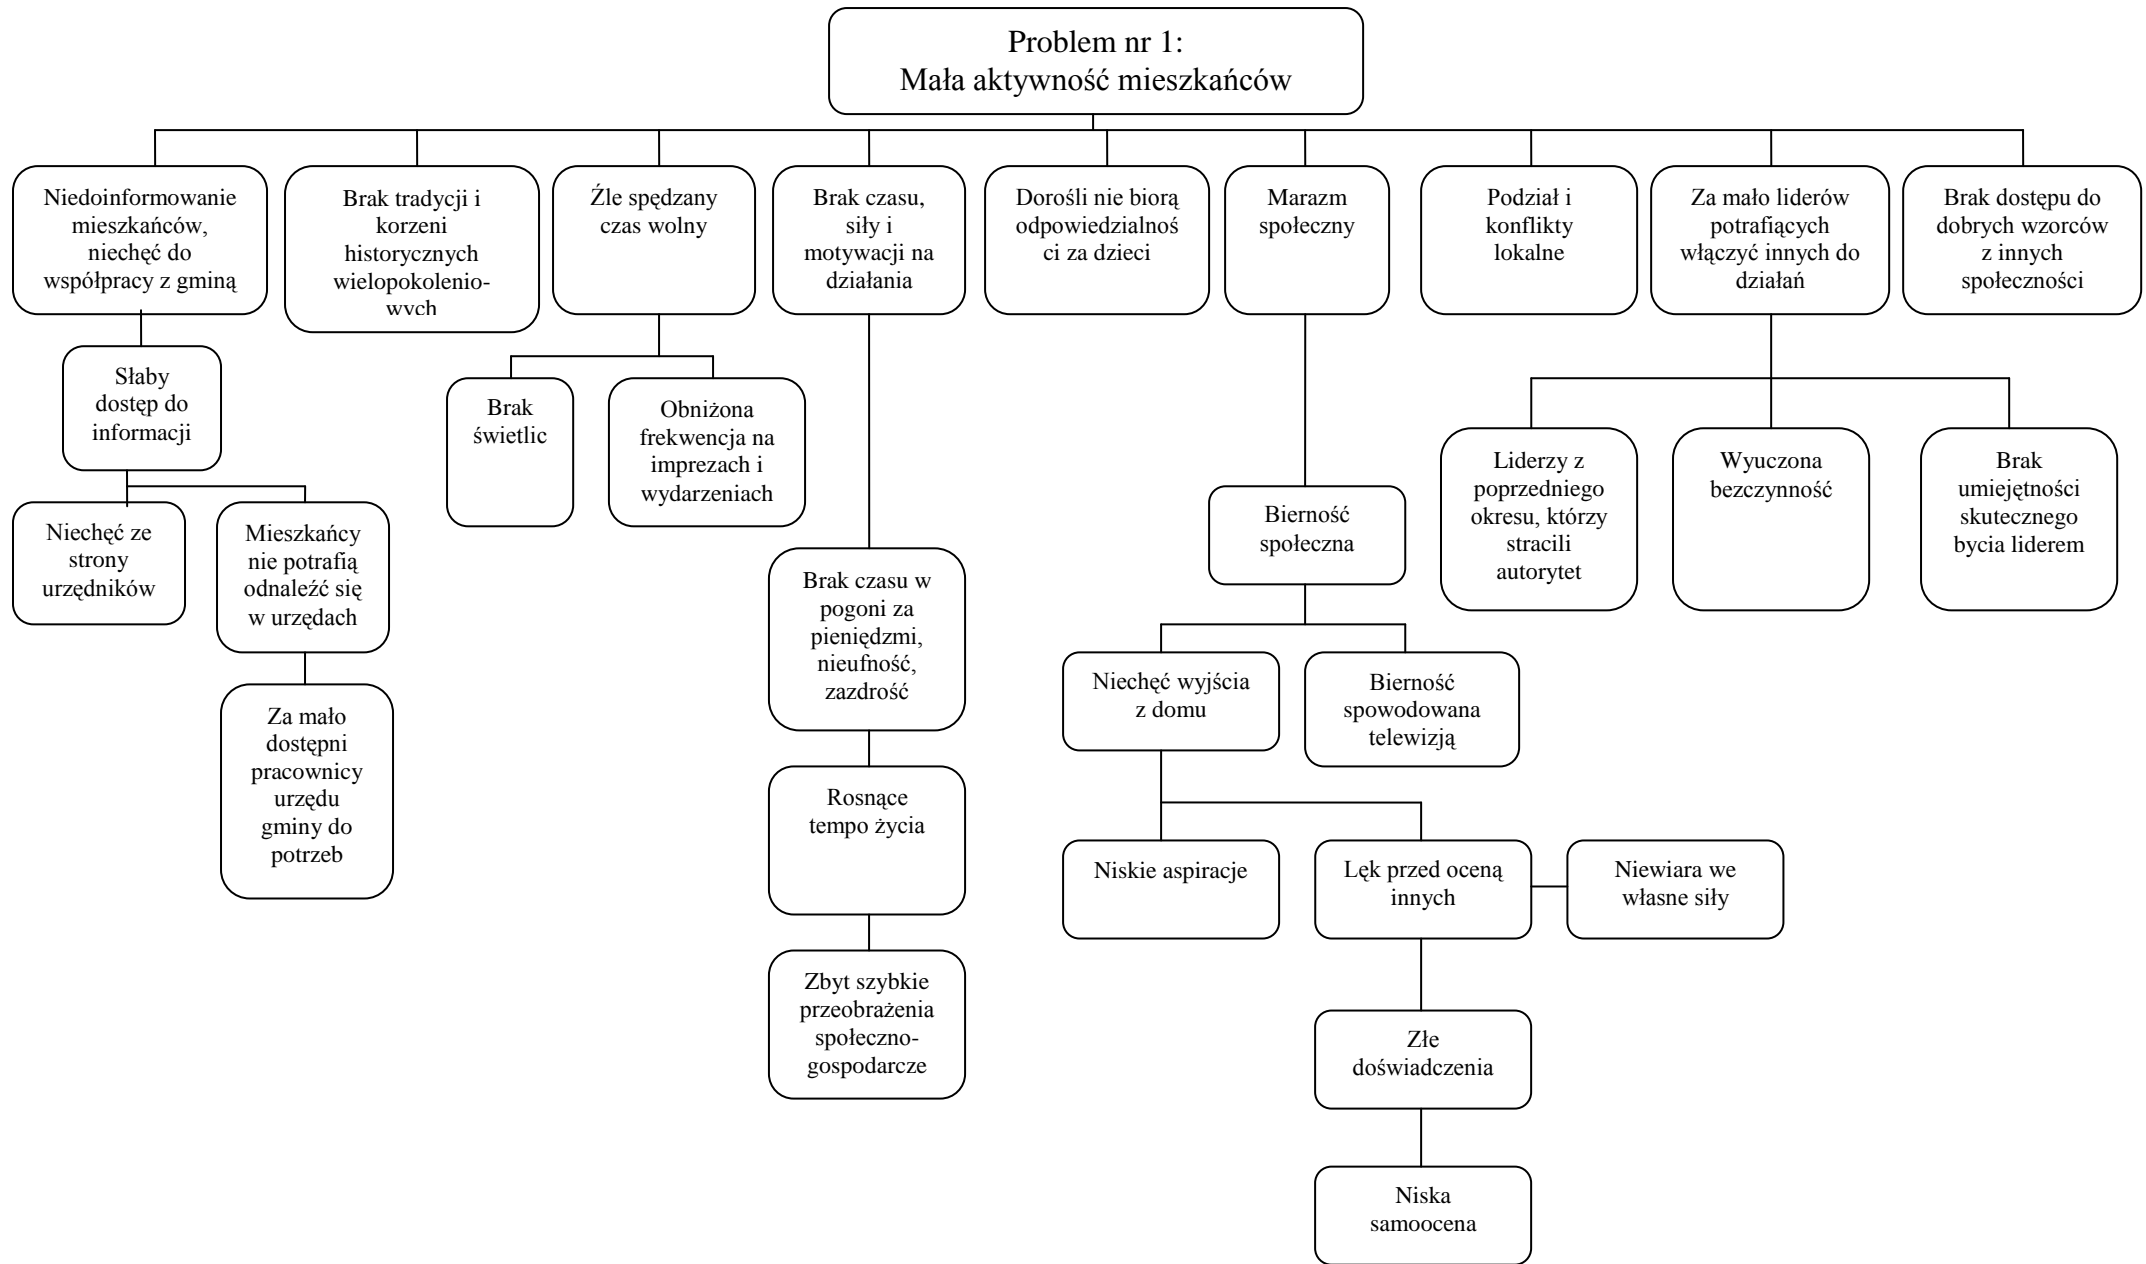 Problem nr 1:
Mała aktywność mieszkańców
Niedoinformowanie
mieszkańców,
niechęć do
współpracy z gminą
Brak tradycji i
korzeni
historycznych
wielopokolenio-
wych
Źle spędzany
czas wolny
Brak czasu,
siły i
motywacji na
działania
Dorośli nie biorą
odpowiedzialnoś
ci za dzieci
Marazm
społeczny
Podział i
konflikty
lokalne
Za mało liderów
potrafiących
włączyć innych do
działań
Brak dostępu do
dobrych wzorców
z innych
społeczności
Słaby
dostęp do
informacji
Brak
świetlic
Obniżona
frekwencja na
imprezach i
wydarzeniach
Liderzy z
poprzedniego
okresu, którzy
stracili
autorytet
Wyuczona
bezczynność
Brak
umiejętności
skutecznego
bycia liderem
Niechęć ze
strony
urzędników
Mieszkańcy
nie potrafią
odnaleźć się
w urzędach
Bierność
społeczna
Brak czasu w
pogoni za
pieniędzmi,
nieufność,
zazdrość
Niechęć wyjścia
z domu
Bierność
spowodowana
telewizją
Za mało
dostępni
pracownicy
urzędu
gminy do
potrzeb
Rosnące
tempo życia
Niskie aspiracje
Lęk przed oceną
innych
Niewiara we
własne siły
Zbyt szybkie
przeobrażenia
społeczno-
gospodarcze
Złe
doświadczenia
Niska
samoocena